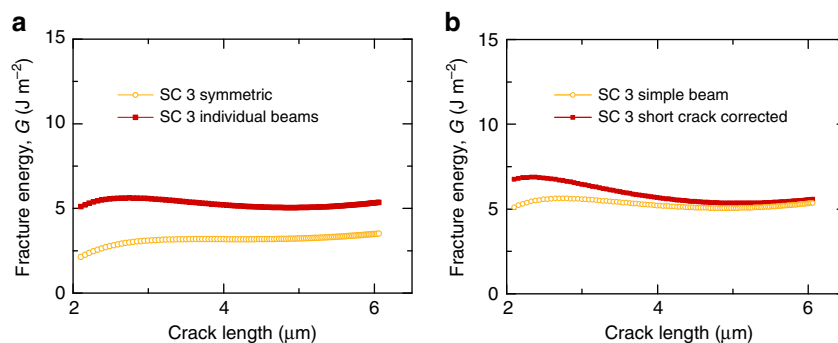 a
15
10
5
0
Fracture energy, G (J m−2)
SC 3 symmetric
SC 3 individual beams
2
4
6
Crack length (μm)
b
15
10
5
0
Fracture energy, G (J m−2)
SC 3 simple beam
SC 3 short crack corrected
2
4
6
Crack length (μm)